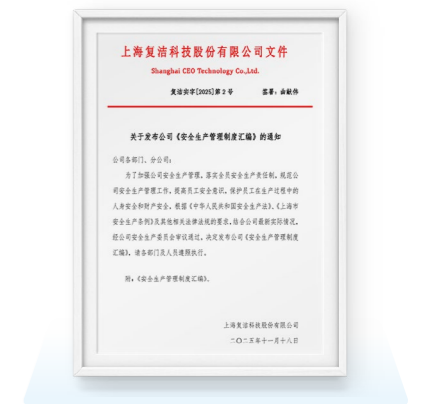 上海复洁科技股份有限公司文件
Shanghai CEO Technology Co.,Ltd.
复洁安字[2025]第 2 号 签署：曲献伟
关于发布公司《安全生产管理制度汇编》的通知
公司各部门、分公司：
为了加强公司安全生产管理，落实全员安全生产责任制，规范公
司安全生产管理工作，提高员工安全意识，保护员工在生产过程中的
人身安全和财产安全，根据《中华人民共和国安全生产法》、《上海市
安全生产条例》及其他相关法律法规的要求，结合公司最新实际情况，
经公司安全生产委员会审议通过，决定发布公司《安全生产管理制度
汇编》，请各部门及人员遵照执行。
附：《安全生产管理制度汇编》。
上海复洁科技股份有限公司
二〇二五年十一月十八日